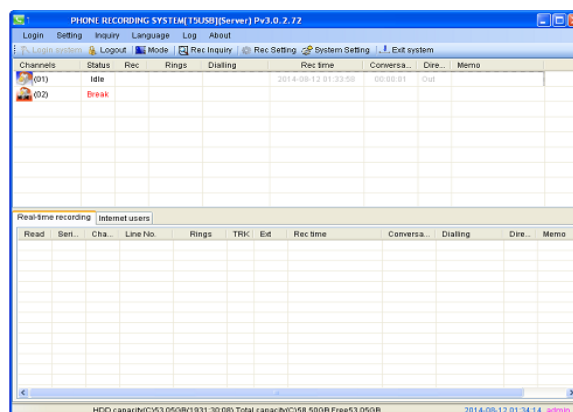 PHONE RECORDING SYSTEM[T5USB](Server) Pv3.0.2.72
Login Setting Inquiry Language Log About
Login system Logout Mode Rec Inquiry Rec Setting System Setting Exit system
Channels Status Rec Rings Dialling Rec time Conversa... Dire... Memo
(01) Idle 2014-08-12 01:33:58 00:00:01 Out
(02) Break
Real-time recording Internet users
Read Seri... Cha... Line No. Rings TRK Ext Rec time Conversa... Dialling Dire... Memo
HDD capacity(C)53.05GB(1931:30:08) Total capacity(C)58.50GB Free53.05GB 2014-08-12 01:34:14 admin